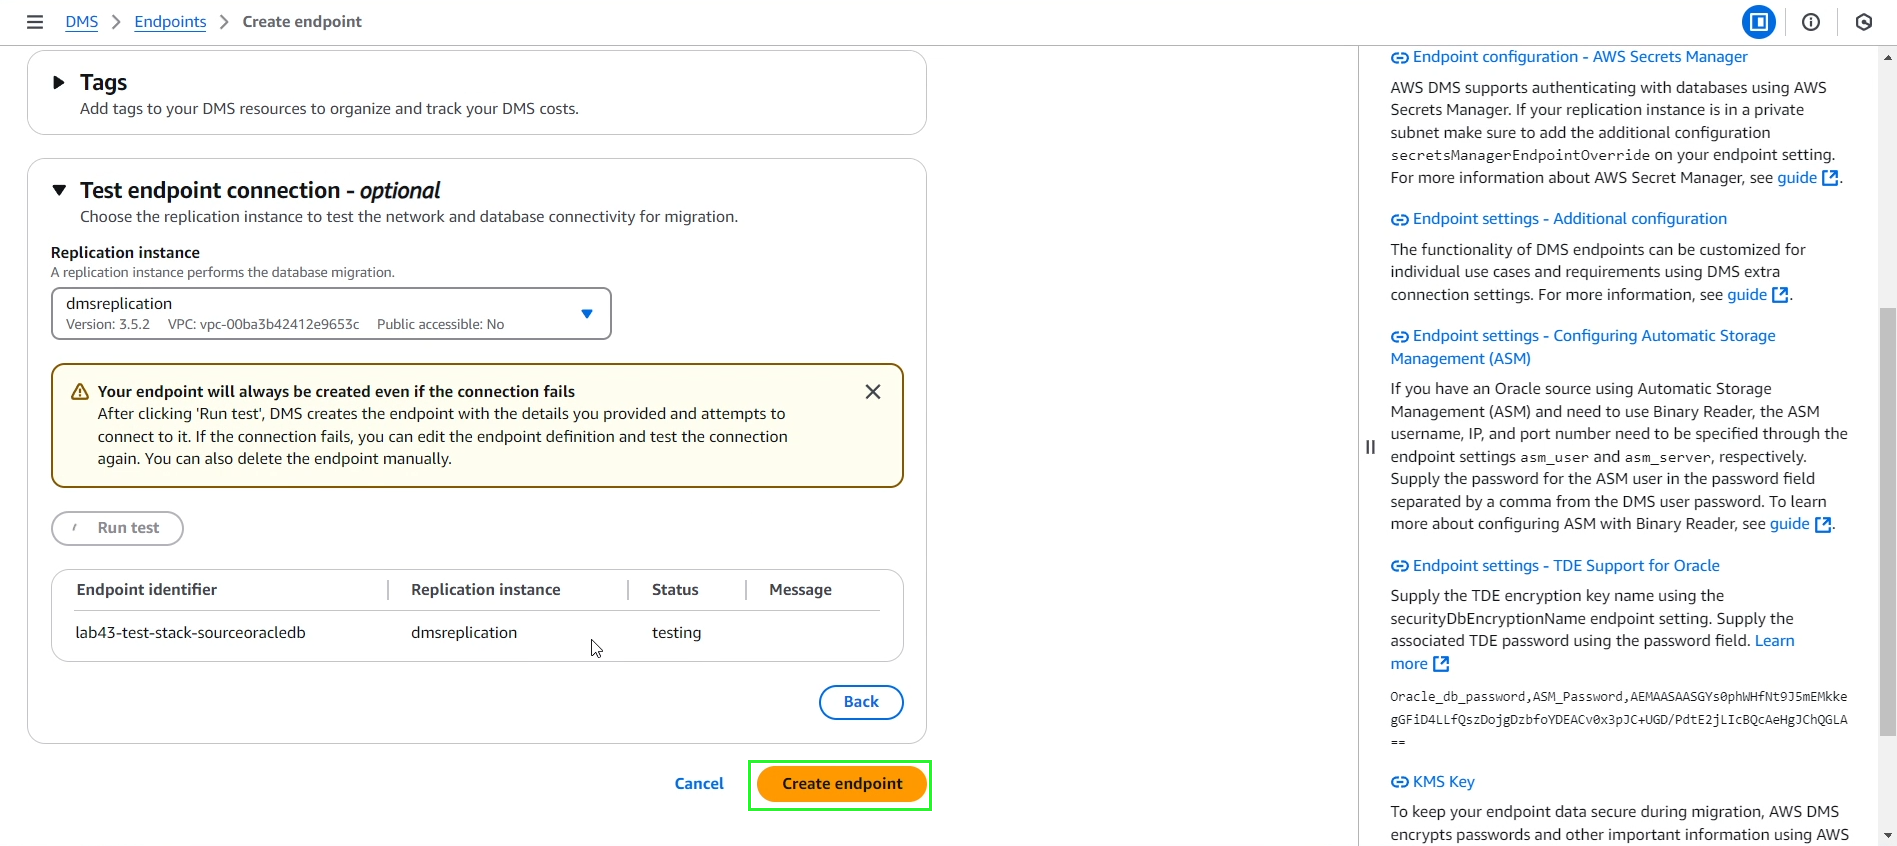 DMS > Endpoints > Create endpoint
Tags
Add tags to your DMS resources to organize and track your DMS costs.
Test endpoint connection - optional
Choose the replication instance to test the network and database connectivity for migration.
Replication instance
A replication instance performs the database migration.
dmsreplication
Version: 3.5.2 VPC: vpc-00ba3b42412e9653c Public accessible: No
Your endpoint will always be created even if the connection fails
After clicking 'Run test', DMS creates the endpoint with the details you provided and attempts to
connect to it. If the connection fails, you can edit the endpoint definition and test the connection
again. You can also delete the endpoint manually.
Run test
Endpoint identifier Replication instance Status Message
lab43-test-stack-sourceoracledb dmsreplication testing
Back
Cancel Create endpoint
Endpoint configuration - AWS Secrets Manager
AWS DMS supports authenticating with databases using AWS
Secrets Manager. If your replication instance is in a private
subnet make sure to add the additional configuration
secretsManagerEndpointOverride on your endpoint setting.
For more information about AWS Secret Manager, see guide.
Endpoint settings - Additional configuration
The functionality of DMS endpoints can be customized for
individual use cases and requirements using DMS extra
connection settings. For more information, see guide.
Endpoint settings - Configuring Automatic Storage
Management (ASM)
If you have an Oracle source using Automatic Storage
Management (ASM) and need to use Binary Reader, the ASM
username, IP, and port number need to be specified through the
endpoint settings asm_user and asm_server, respectively.
Supply the password for the ASM user in the password field
separated by a comma from the DMS user password. To learn
more about configuring ASM with Binary Reader, see guide.
Endpoint settings - TDE Support for Oracle
Supply the TDE encryption key name using the
securityDbEncryptionName endpoint setting. Supply the
associated TDE password using the password field. Learn
more
Oracle_db_password,ASM_Password,AEMAASAASGYs0phWHfNt9J5mEMkke
gGFiD4LLfQszDojgDzbfoYDEACv0x3pJC+UGD/PdtE2jLIcBQcAeHgJChQGLA
==
KMS Key
To keep your endpoint data secure during migration, AWS DMS
encrypts passwords and other important information using AWS